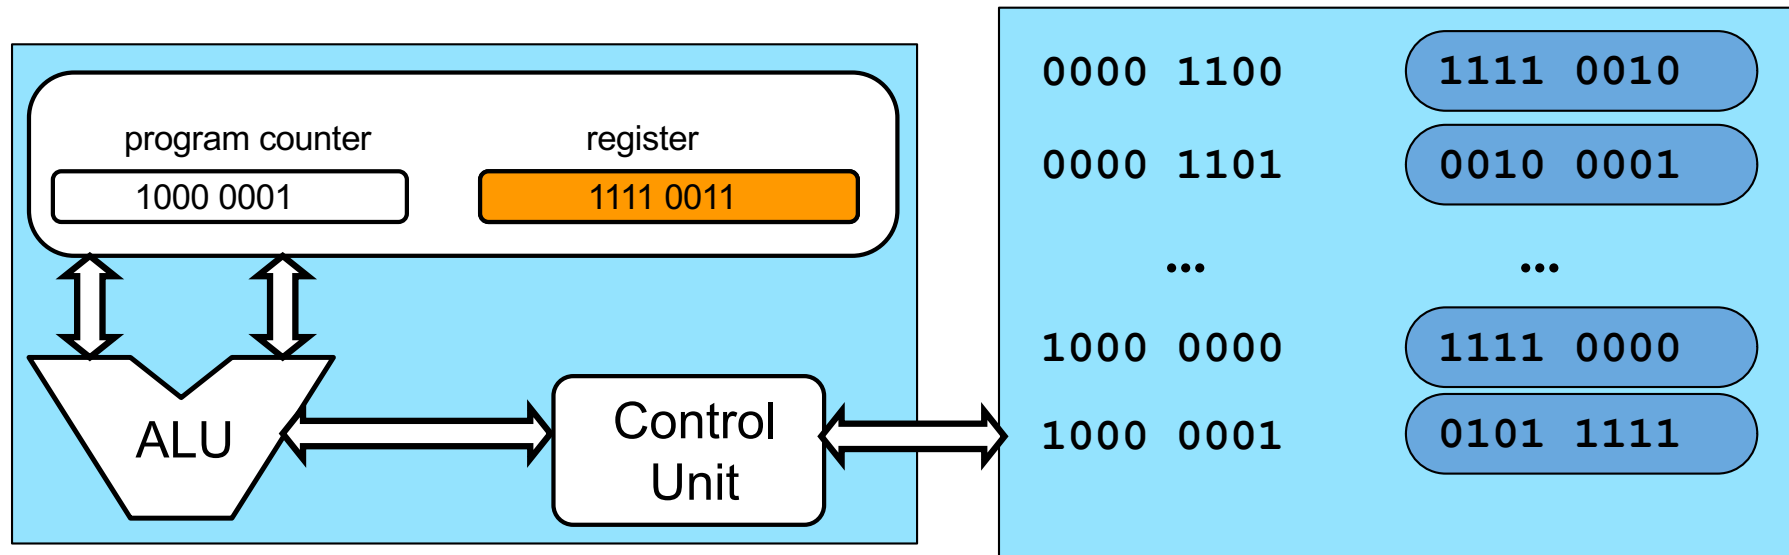 program counter
register
1000 0001
1111 0011
ALU
Control
Unit
0000 1100 1111 0010
0000 1101 0010 0001
... ...
1000 0000 1111 0000
1000 0001 0101 1111